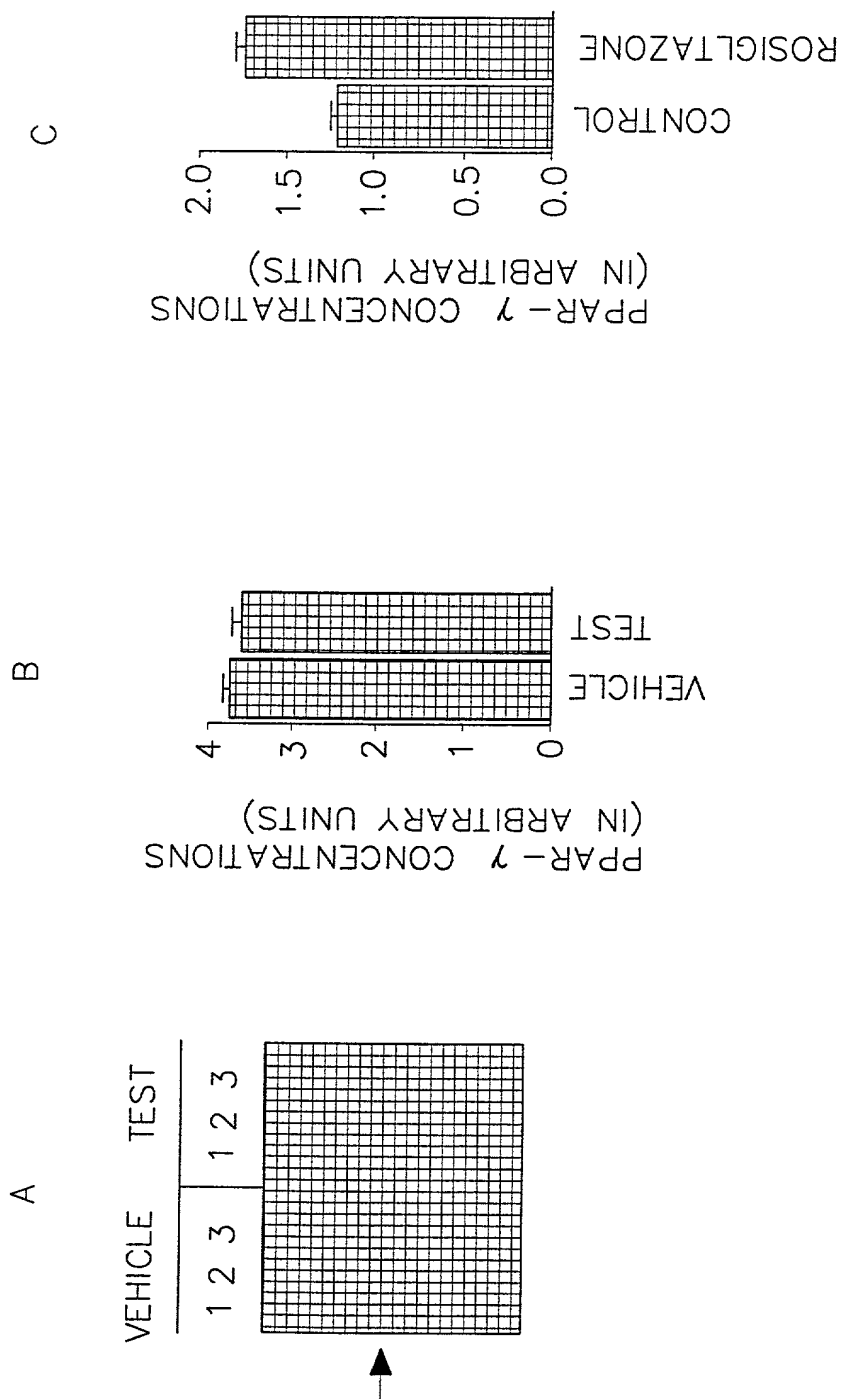 A
VEHICLE TEST
1 2 3 1 2 3
B
PPAR-γ CONCENTRATIONS
(IN ARBITRARY UNITS)
4
3
2
1
0
VEHICLE
TEST
C
PPAR-γ CONCENTRATIONS
(IN ARBITRARY UNITS)
2.0
1.5
1.0
0.5
0.0
CONTROL
ROSIGLTAZONE